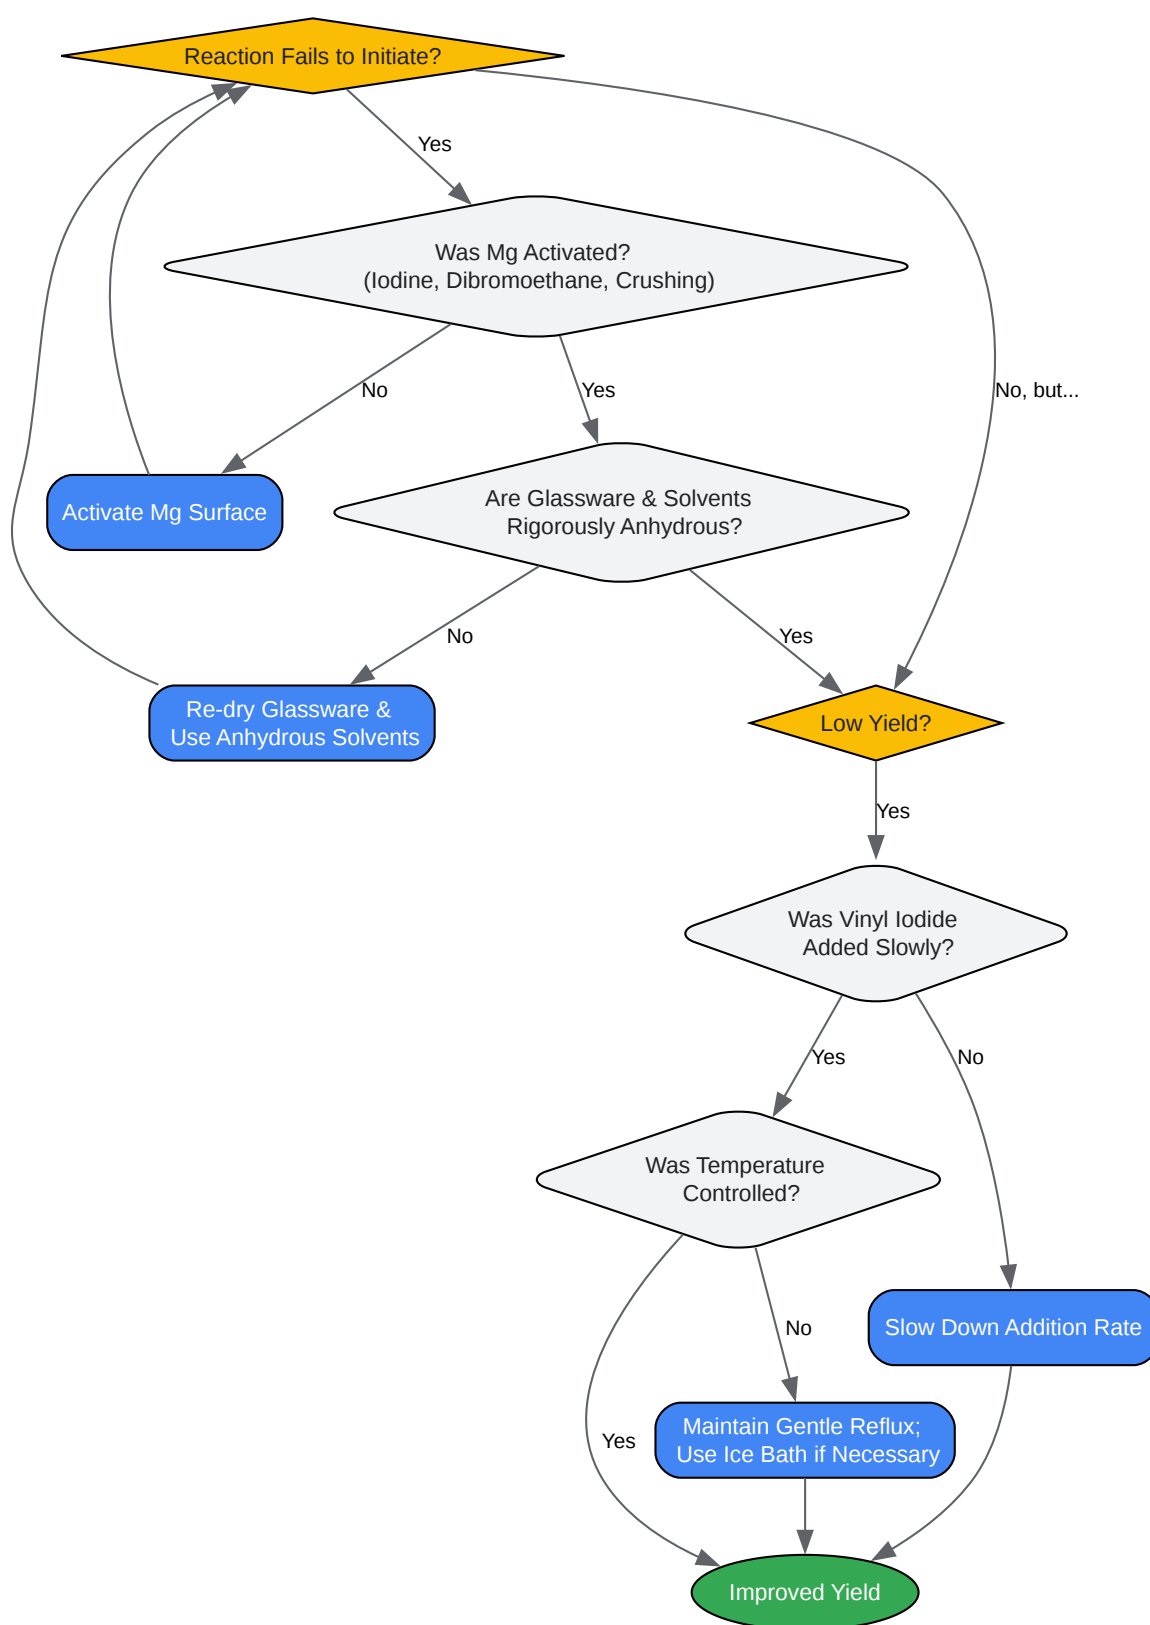 Reaction Fails to Initiate?
Yes
Was Mg Activated?
(Iodine, Dibromoethane, Crushing)
No
Yes
No, but...
Activate Mg Surface
Are Glassware & Solvents
Rigorously Anhydrous?
No
Yes
Re-dry Glassware &
Use Anhydrous Solvents
Low Yield?
Yes
Was Vinyl Iodide
Added Slowly?
Yes
No
Was Temperature
Controlled?
No
Slow Down Addition Rate
Yes
Maintain Gentle Reflux;
Use Ice Bath if Necessary
Improved Yield